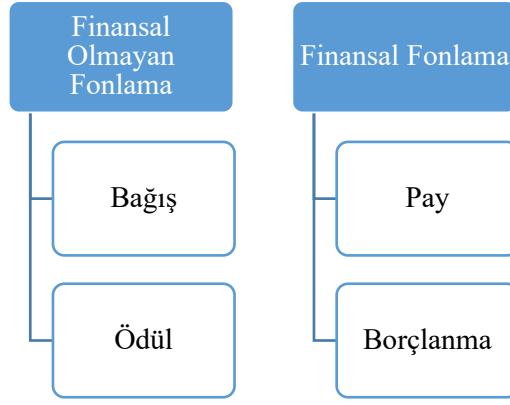 Finansal
Olmayan
Fonlama
Bağış
Ödül
Finansal Fonlama
Pay
Borçlanma